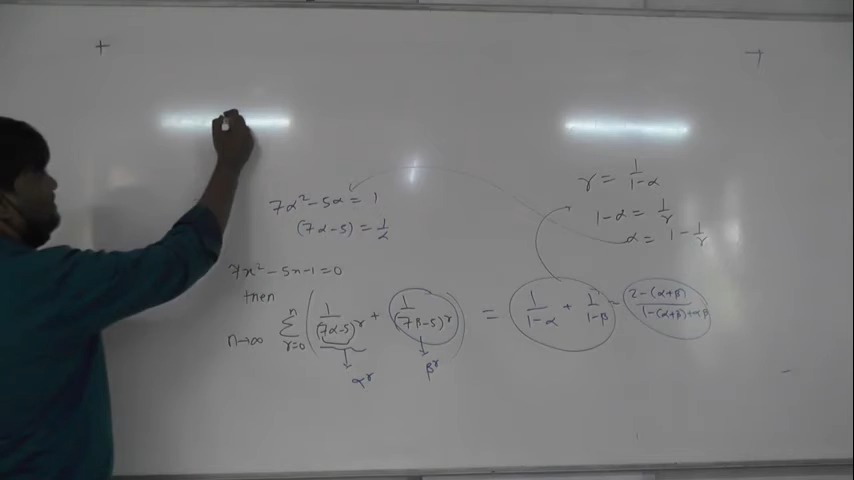 +
7α² - 5α = 1
(7α-5) = 1/α
7x² - 5x - 1 = 0
then
n→∞ Σ_{r=0}^{n} ( 1/(7α-5)^r + 1/(7β-5)^r ) = 1/(1-α) + 1/(1-β) - (2-(α+β))/(1-(α+β)+αβ)
α^r
β^r
γ = 1/(1-α)
1-α = 1/γ
α = 1 - 1/γ